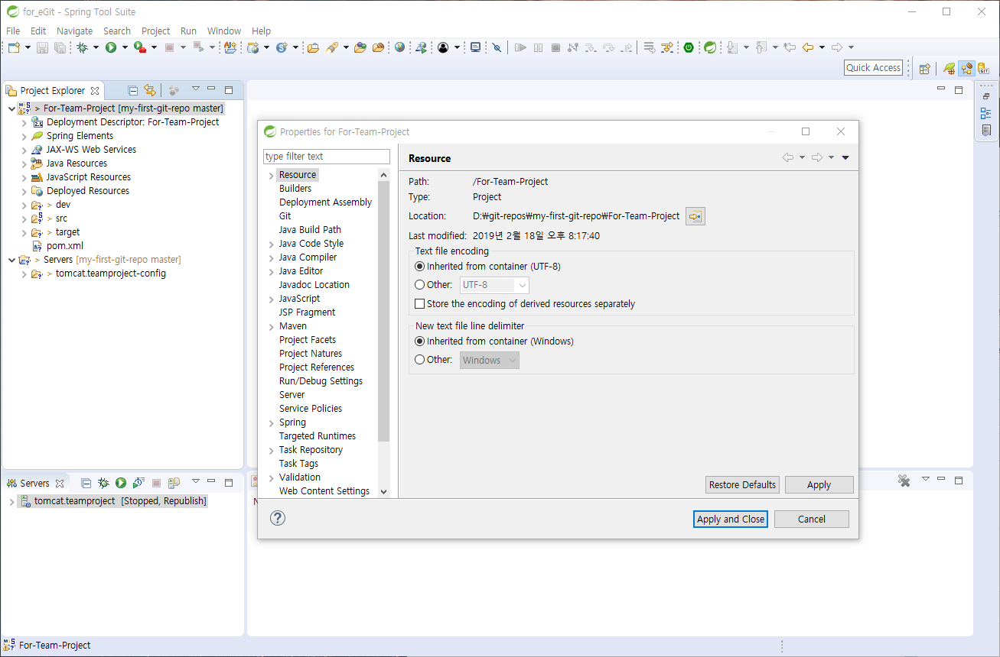 for_eGit - Spring Tool Suite
File Edit Navigate Search Project Run Window Help
Quick Access
Project Explorer
> For-Team-Project [my-first-git-repo master]
Deployment Descriptor: For-Team-Project
Spring Elements
JAX-WS Web Services
Java Resources
JavaScript Resources
Deployed Resources
> dev
> src
> target
pom.xml
> Servers [my-first-git-repo master]
> tomcat.teamproject-config
Servers
tomcat.teamproject [Stopped, Republish]
Properties for For-Team-Project
type filter text
Resource
Builders
Deployment Assembly
Git
Java Build Path
Java Code Style
Java Compiler
Java Editor
Javadoc Location
JavaScript
JSP Fragment
Maven
Project Facets
Project Natures
Project References
Run/Debug Settings
Server
Service Policies
Spring
Targeted Runtimes
Task Repository
Task Tags
Validation
Web Content Settings
Resource
Path: /For-Team-Project
Type: Project
Location: D:₩git-repos₩my-first-git-repo₩For-Team-Project
Last modified: 2019년 2월 18일 오후 8:17:40
Text file encoding
Inherited from container (UTF-8)
Other: UTF-8
Store the encoding of derived resources separately
New text file line delimiter
Inherited from container (Windows)
Other: Windows
Restore Defaults Apply
Apply and Close Cancel
For-Team-Project